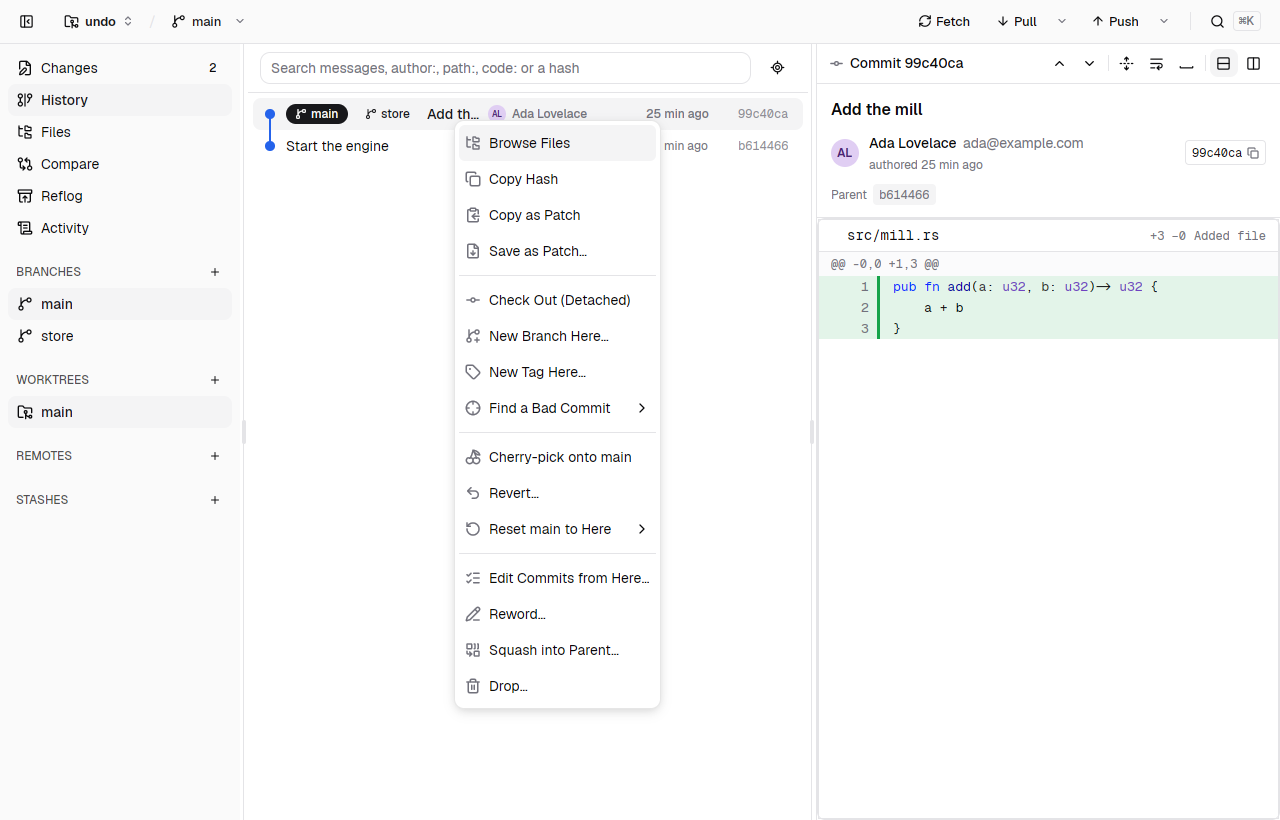 undo / main
Fetch Pull Push ⌘K
Changes 2
History
Files
Compare
Reflog
Activity
BRANCHES +
main
store
WORKTREES +
main
REMOTES +
STASHES +
Search messages, author:, path:, code: or a hash
main store Add th… AL Ada Lovelace 25 min ago 99c40ca
Start the engine min ago b614466
Browse Files
Copy Hash
Copy as Patch
Save as Patch…
Check Out (Detached)
New Branch Here…
New Tag Here…
Find a Bad Commit
Cherry-pick onto main
Revert…
Reset main to Here
Edit Commits from Here…
Reword…
Squash into Parent…
Drop…
Commit 99c40ca
Add the mill
AL Ada Lovelace ada@example.com
authored 25 min ago
99c40ca
Parent b614466
src/mill.rs +3 −0 Added file
@@ -0,0 +1,3 @@
1 pub fn add(a: u32, b: u32)-> u32 {
2     a + b
3 }